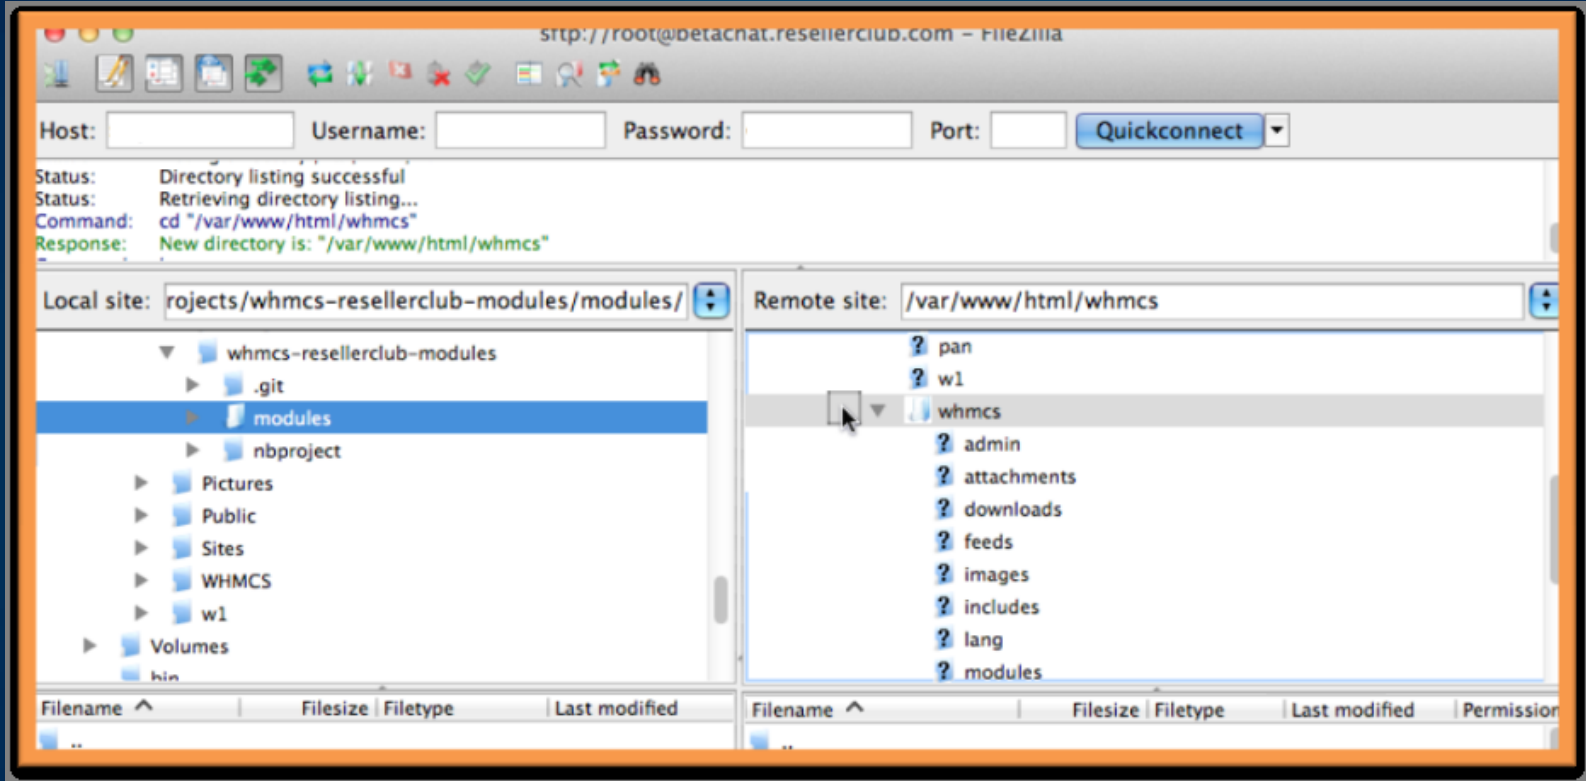 sftp://root@betachat.resellerclub.com – FileZilla
Host: Username: Password: Port: Quickconnect
Status: Directory listing successful
Status: Retrieving directory listing...
Command: cd "/var/www/html/whmcs"
Response: New directory is: "/var/www/html/whmcs"
Local site: rojects/whmcs-resellerclub-modules/modules/
whmcs-resellerclub-modules
.git
modules
nbproject
Pictures
Public
Sites
WHMCS
w1
Volumes
bin
Filename Filesize Filetype Last modified
..
Remote site: /var/www/html/whmcs
? pan
? w1
whmcs
? admin
? attachments
? downloads
? feeds
? images
? includes
? lang
? modules
Filename Filesize Filetype Last modified Permission
..